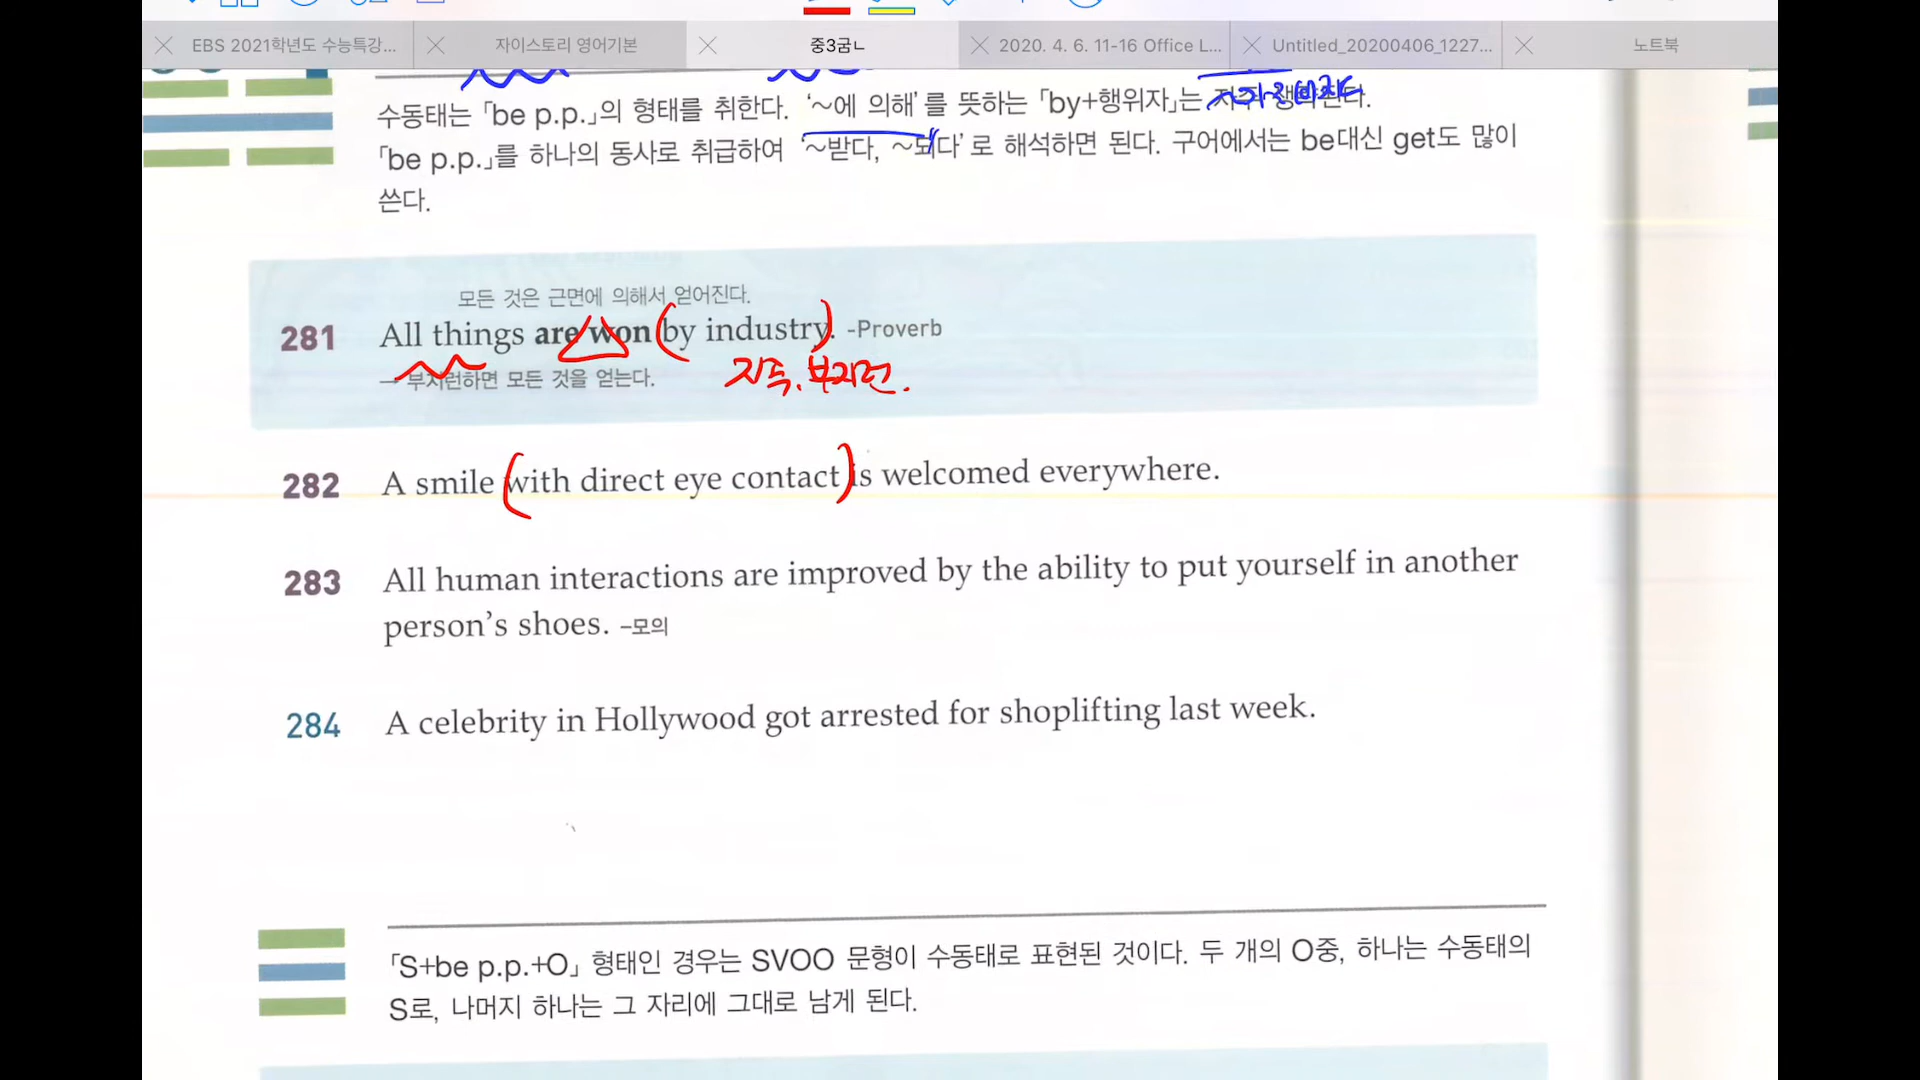 EBS 2021학년도 수능특강...
자이스토리 영어기본
중3굼ㄴ
2020. 4. 6. 11-16 Office L...
Untitled_20200406_1227...
노트북
수동태는 「be p.p.」의 형태를 취한다. ‘~에 의해’를 뜻하는 「by+행위자」는 자주 생략된다.
「be p.p.」를 하나의 동사로 취급하여 ‘~받다, ~되다’로 해석하면 된다. 구어에서는 be대신 get도 많이
쓴다.
모든 것은 근면에 의해서 얻어진다.
281 All things are won (by industry). -Proverb
→ 부지런하면 모든 것을 얻는다.
부지런.
282 A smile (with direct eye contact) is welcomed everywhere.
283 All human interactions are improved by the ability to put yourself in another
person’s shoes. –모의
284 A celebrity in Hollywood got arrested for shoplifting last week.
「S+be p.p.+O」 형태인 경우는 SVOO 문형이 수동태로 표현된 것이다. 두 개의 O중, 하나는 수동태의
S로, 나머지 하나는 그 자리에 그대로 남게 된다.